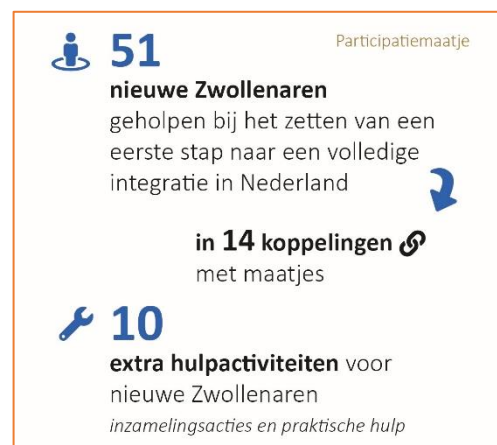 Participatiemaatje
51
nieuwe Zwollenaren
geholpen bij het zetten van een
eerste stap naar een volledige
integratie in Nederland
in 14 koppelingen
met maatjes
10
extra hulpactiviteiten voor
nieuwe Zwollenaren
inzamelingsacties en praktische hulp